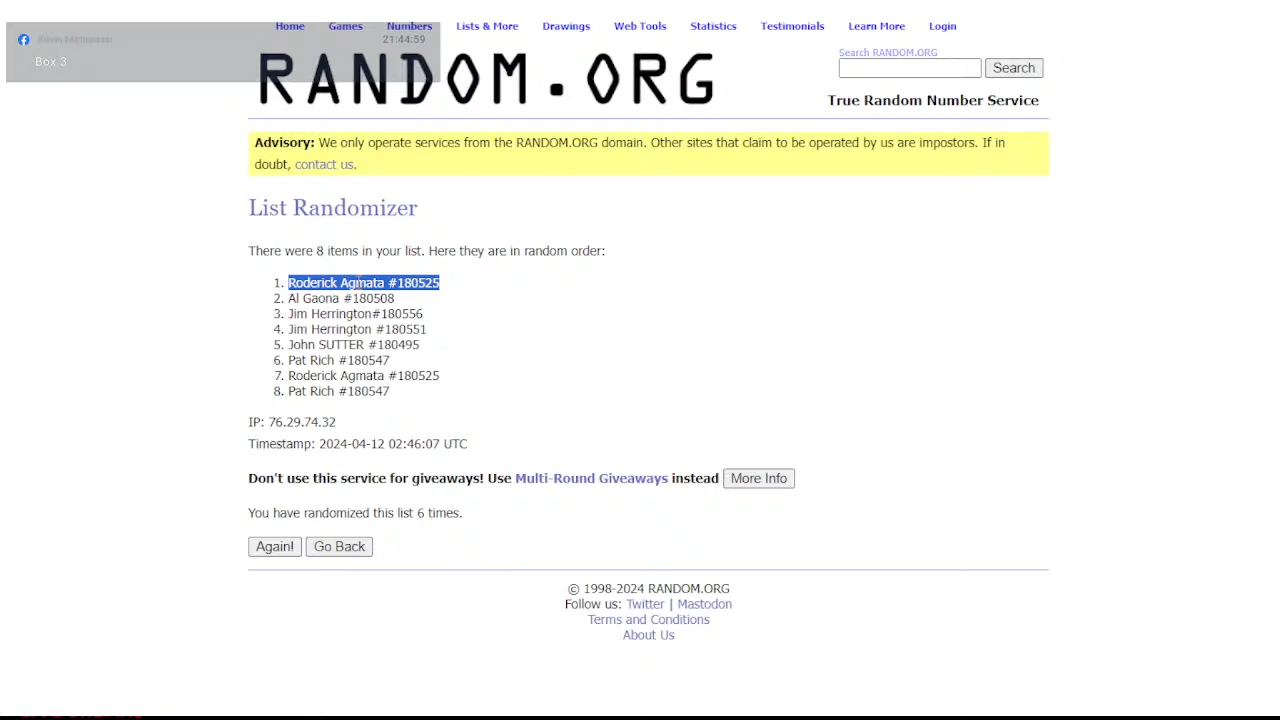 Home Games Numbers Lists & More Drawings Web Tools Statistics Testimonials Learn More Login
21:44:59
Box 3
RANDOM.ORG
Search RANDOM.ORG
Search
True Random Number Service
Advisory: We only operate services from the RANDOM.ORG domain. Other sites that claim to be operated by us are impostors. If in
doubt, contact us.
List Randomizer
There were 8 items in your list. Here they are in random order:
1. Roderick Agmata #180525
2. Al Gaona #180508
3. Jim Herrington#180556
4. Jim Herrington #180551
5. John SUTTER #180495
6. Pat Rich #180547
7. Roderick Agmata #180525
8. Pat Rich #180547
IP: 76.29.74.32
Timestamp: 2024-04-12 02:46:07 UTC
Don't use this service for giveaways! Use Multi-Round Giveaways instead More Info
You have randomized this list 6 times.
Again! Go Back
© 1998-2024 RANDOM.ORG
Follow us: Twitter | Mastodon
Terms and Conditions
About Us